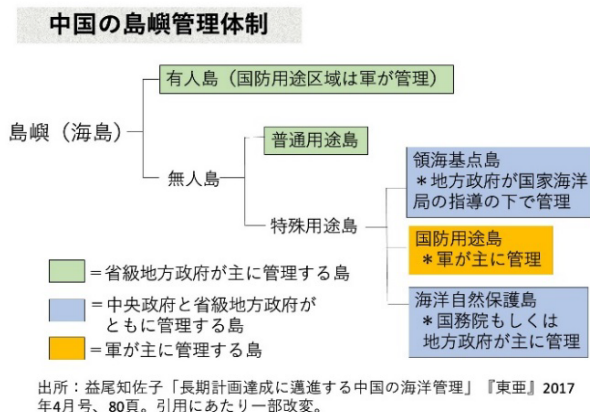 中国の島嶼管理体制
有人島（国防用途区域は軍が管理）
島嶼（海島）
普通用途島
無人島
領海基点島
＊地方政府が国家海洋
局の指導の下で管理
特殊用途島
国防用途島
＊軍が主に管理
海洋自然保護島
＊国務院もしくは
地方政府が主に管理
＝省級地方政府が主に管理する島
＝中央政府と省級地方政府が
ともに管理する島
＝軍が主に管理する島
出所：益尾知佐子「長期計画達成に邁進する中国の海洋管理」『東亜』2017
年4月号、80頁。引用にあたり一部改変。